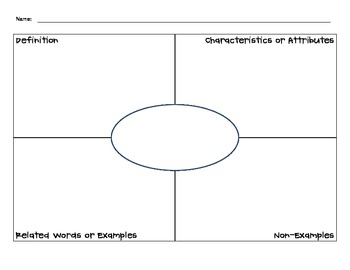 Name:
Definition
Characteristics or Attributes
Related Words or Examples
Non-Examples